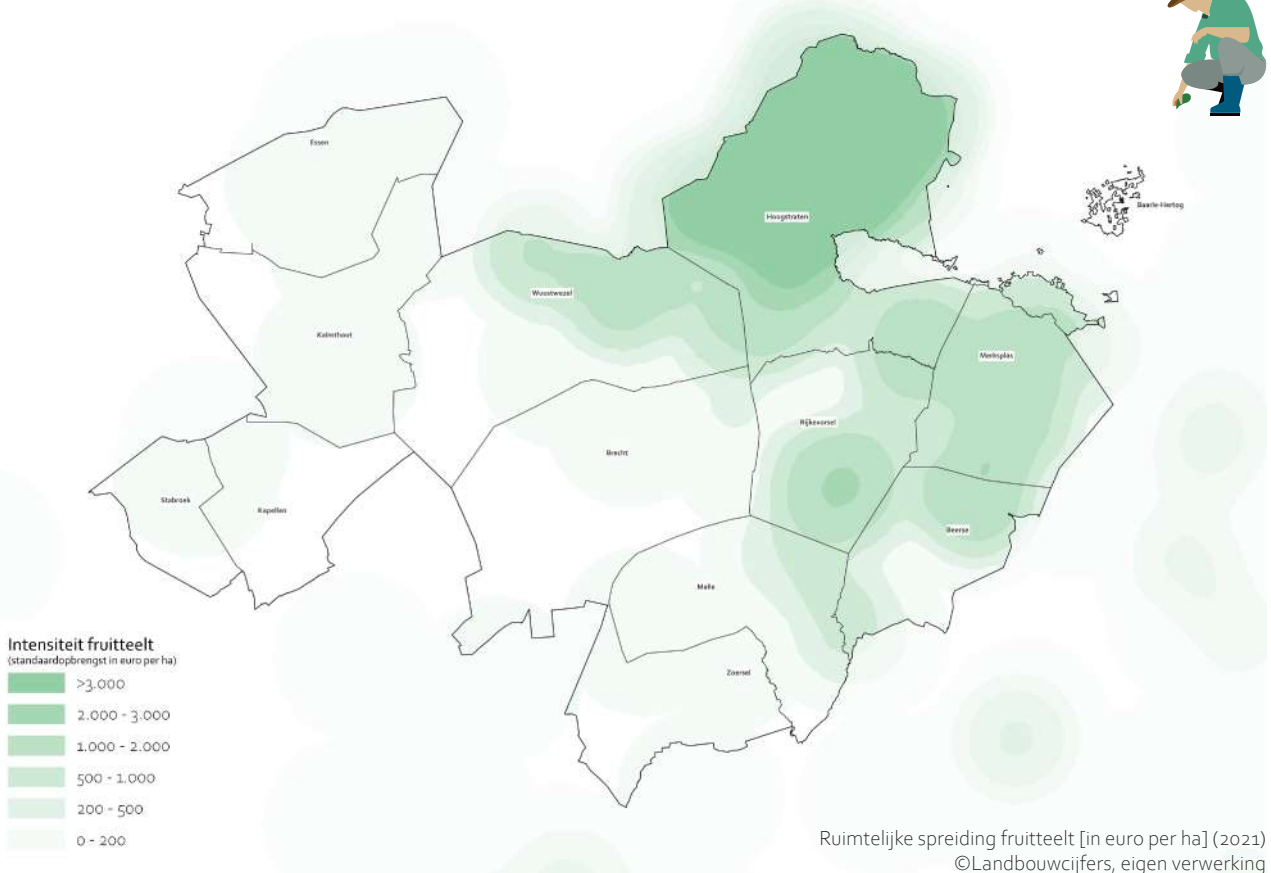 Essen
Hoogstraten
Baarle-Hertog
Wuustwezel
Kalmthout
Merksplas
Rijkevorsel
Brecht
Stabroek
Kapellen
Beerse
Malle
Zoersel
Intensiteit fruitteelt
(standaardopbrengst in euro per ha)
>3.000
2.000 - 3.000
1.000 - 2.000
500 - 1.000
200 - 500
0 - 200
Ruimtelijke spreiding fruitteelt [in euro per ha] (2021)
©Landbouwcijfers, eigen verwerking